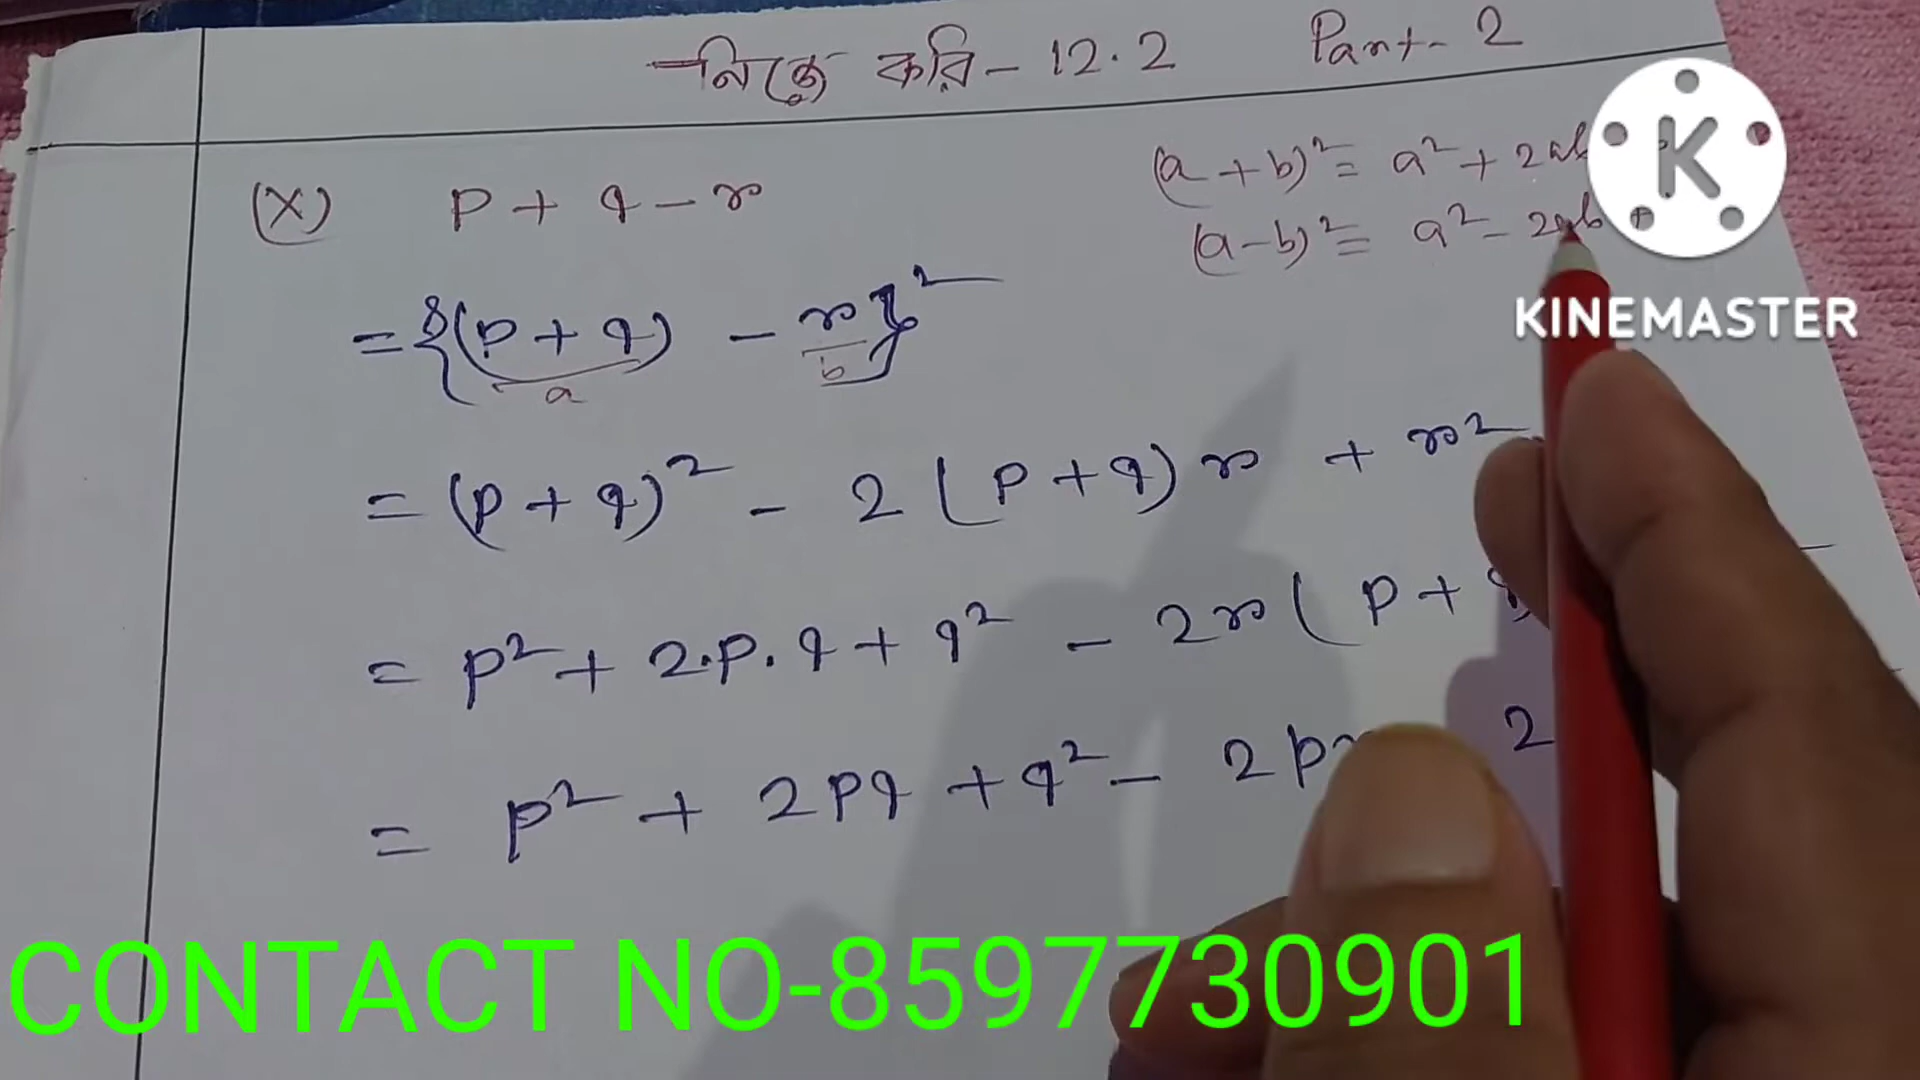 নিজে করি - 12.2 Part - 2
(a + b)² = a² + 2ab
(a - b)² = a² - 2ab +
(X) p + q - r
= {(p + q) - r}²
a b
= (p + q)² - 2 (p + q) r + r²
= p² + 2.p.q + q² - 2r (p +
= p² + 2pq + q² - 2p 2
K
KINEMASTER
CONTACT NO-8597730901